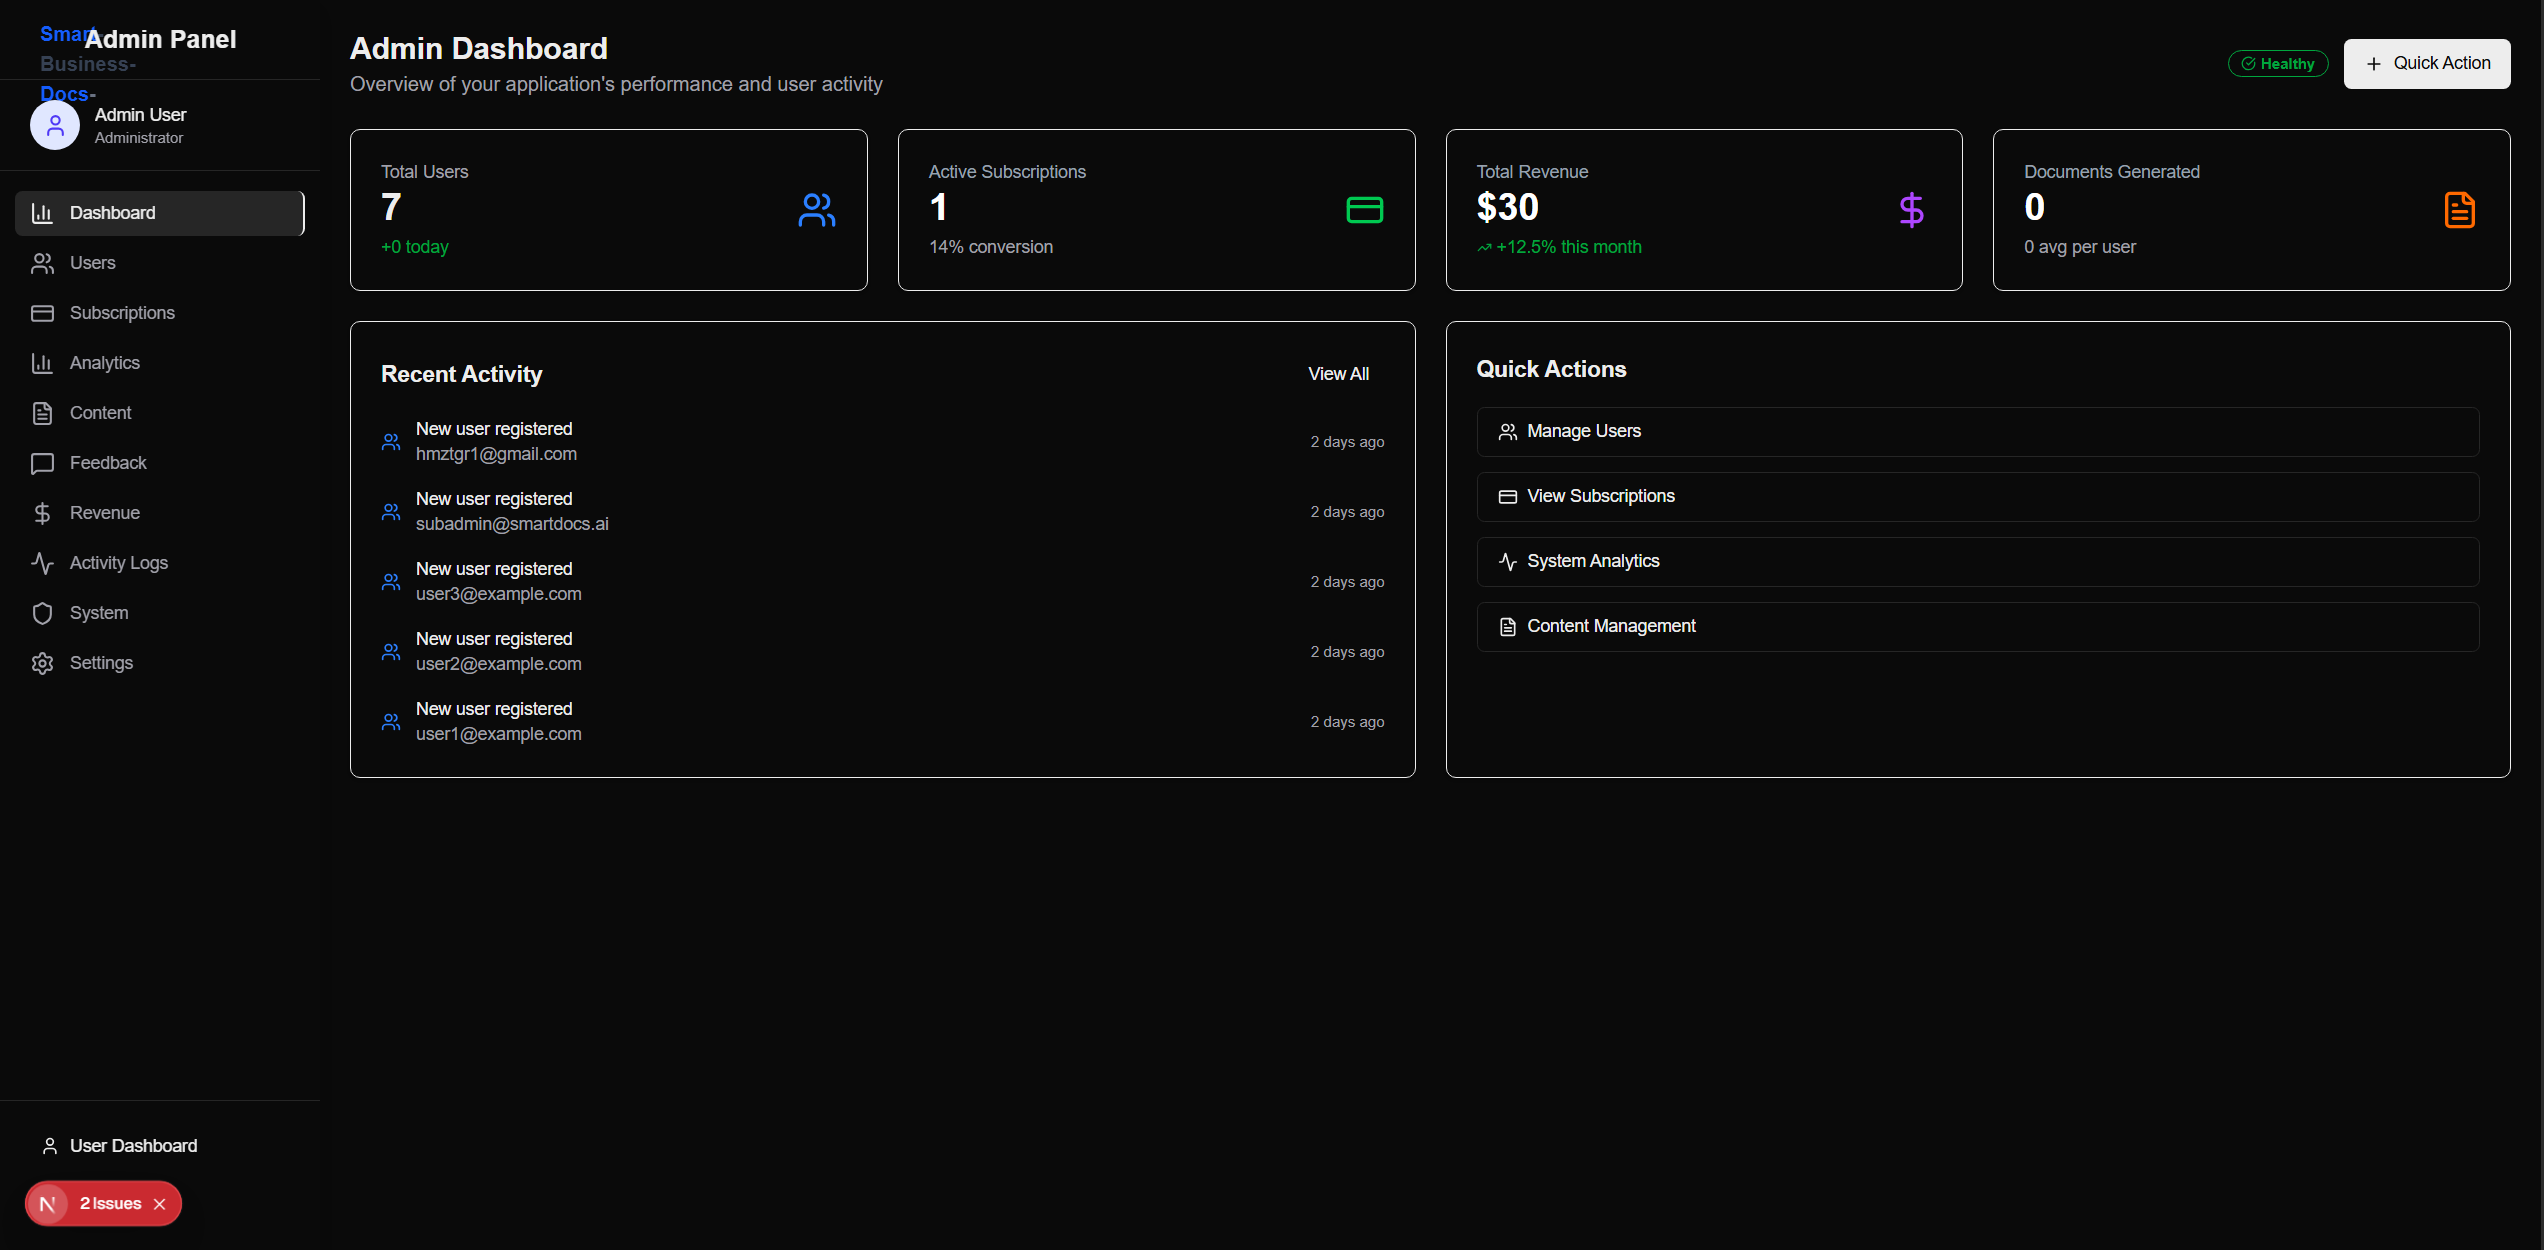 Smart-
Business-
Docs-
Admin Panel
Admin User
Administrator
Dashboard
Users
Subscriptions
Analytics
Content
Feedback
Revenue
Activity Logs
System
Settings
User Dashboard
N
2 Issues
Admin Dashboard
Overview of your application's performance and user activity
Healthy
Quick Action
Total Users
7
+0 today
Active Subscriptions
1
14% conversion
Total Revenue
$30
+12.5% this month
Documents Generated
0
0 avg per user
Recent Activity
View All
New user registered
hmztgr1@gmail.com
2 days ago
New user registered
subadmin@smartdocs.ai
2 days ago
New user registered
user3@example.com
2 days ago
New user registered
user2@example.com
2 days ago
New user registered
user1@example.com
2 days ago
Quick Actions
Manage Users
View Subscriptions
System Analytics
Content Management